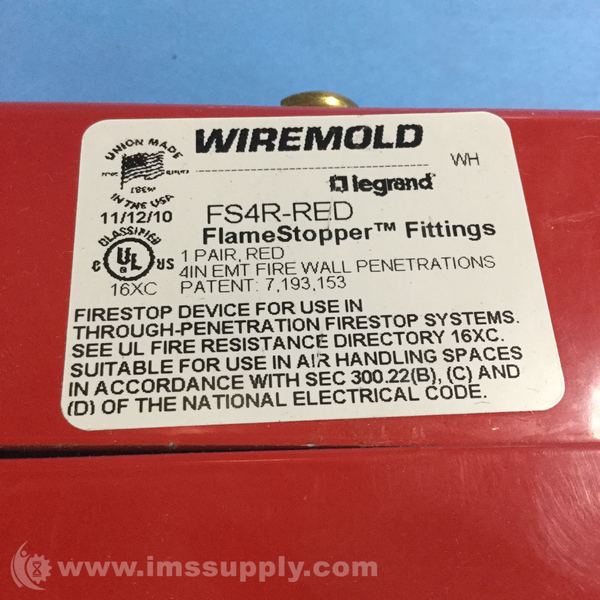 UNION MADE
IN THE USA
11/12/10
WIREMOLD
WH
legrand
FS4R-RED
FlameStopper™ Fittings
CLASSIFIED
C UL US
®
16XC
1 PAIR, RED
4IN EMT FIRE WALL PENETRATIONS
PATENT: 7,193,153
FIRESTOP DEVICE FOR USE IN
THROUGH-PENETRATION FIRESTOP SYSTEMS.
SEE UL FIRE RESISTANCE DIRECTORY 16XC.
SUITABLE FOR USE IN AIR HANDLING SPACES
IN ACCORDANCE WITH SEC 300.22(B), (C) AND
(D) OF THE NATIONAL ELECTRICAL CODE.
www.imssupply.com